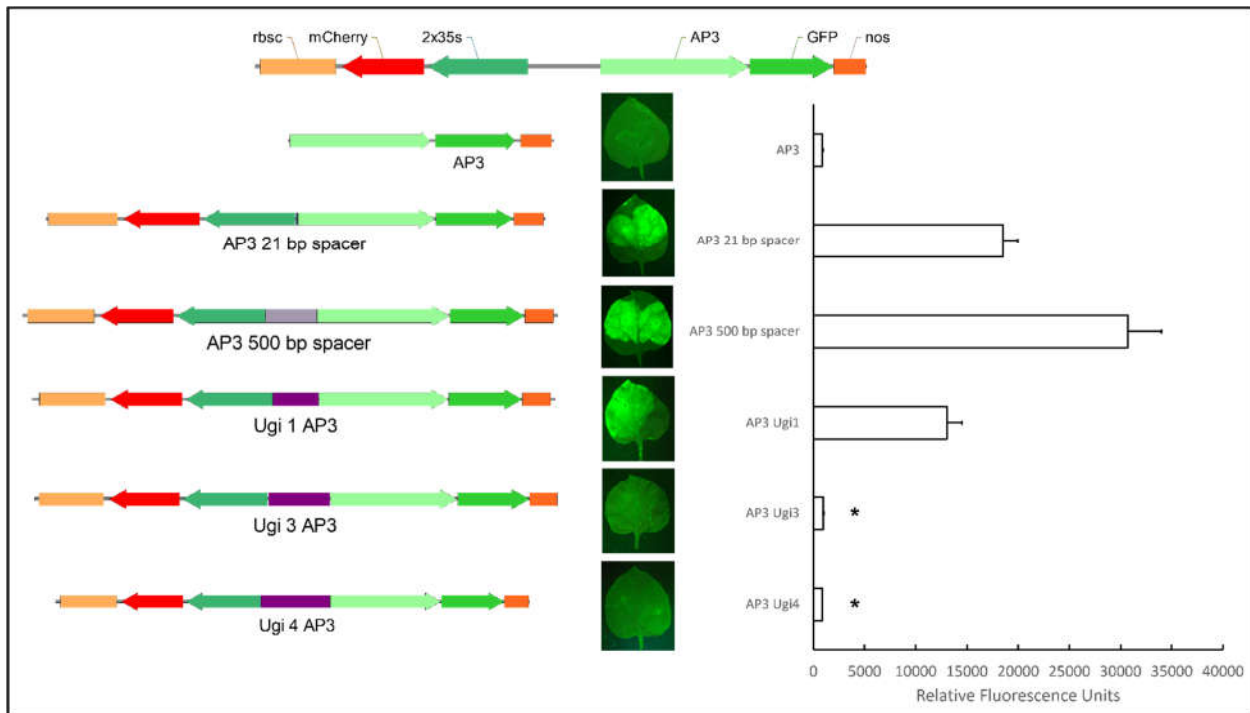 rbsc mCherry 2x35s AP3 GFP nos
AP3
AP3 21 bp spacer
AP3 500 bp spacer
Ugi 1 AP3
Ugi 3 AP3
Ugi 4 AP3
AP3
AP3 21 bp spacer
AP3 500 bp spacer
AP3 Ugi1
AP3 Ugi3 *
AP3 Ugi4 *
0 5000 10000 15000 20000 25000 30000 35000 40000
Relative Fluorescence Units